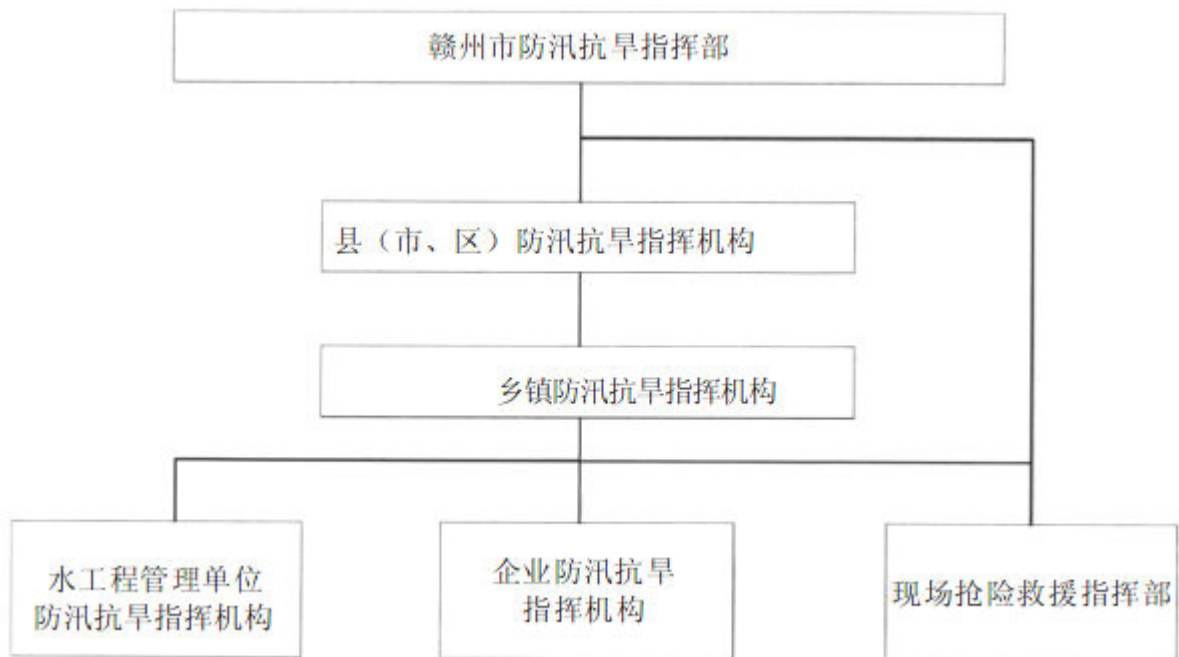 赣州市防汛抗旱指挥部
县（市、区）防汛抗旱指挥机构
乡镇防汛抗旱指挥机构
水工程管理单位
防汛抗旱指挥机构
企业防汛抗旱
指挥机构
现场抢险救援指挥部